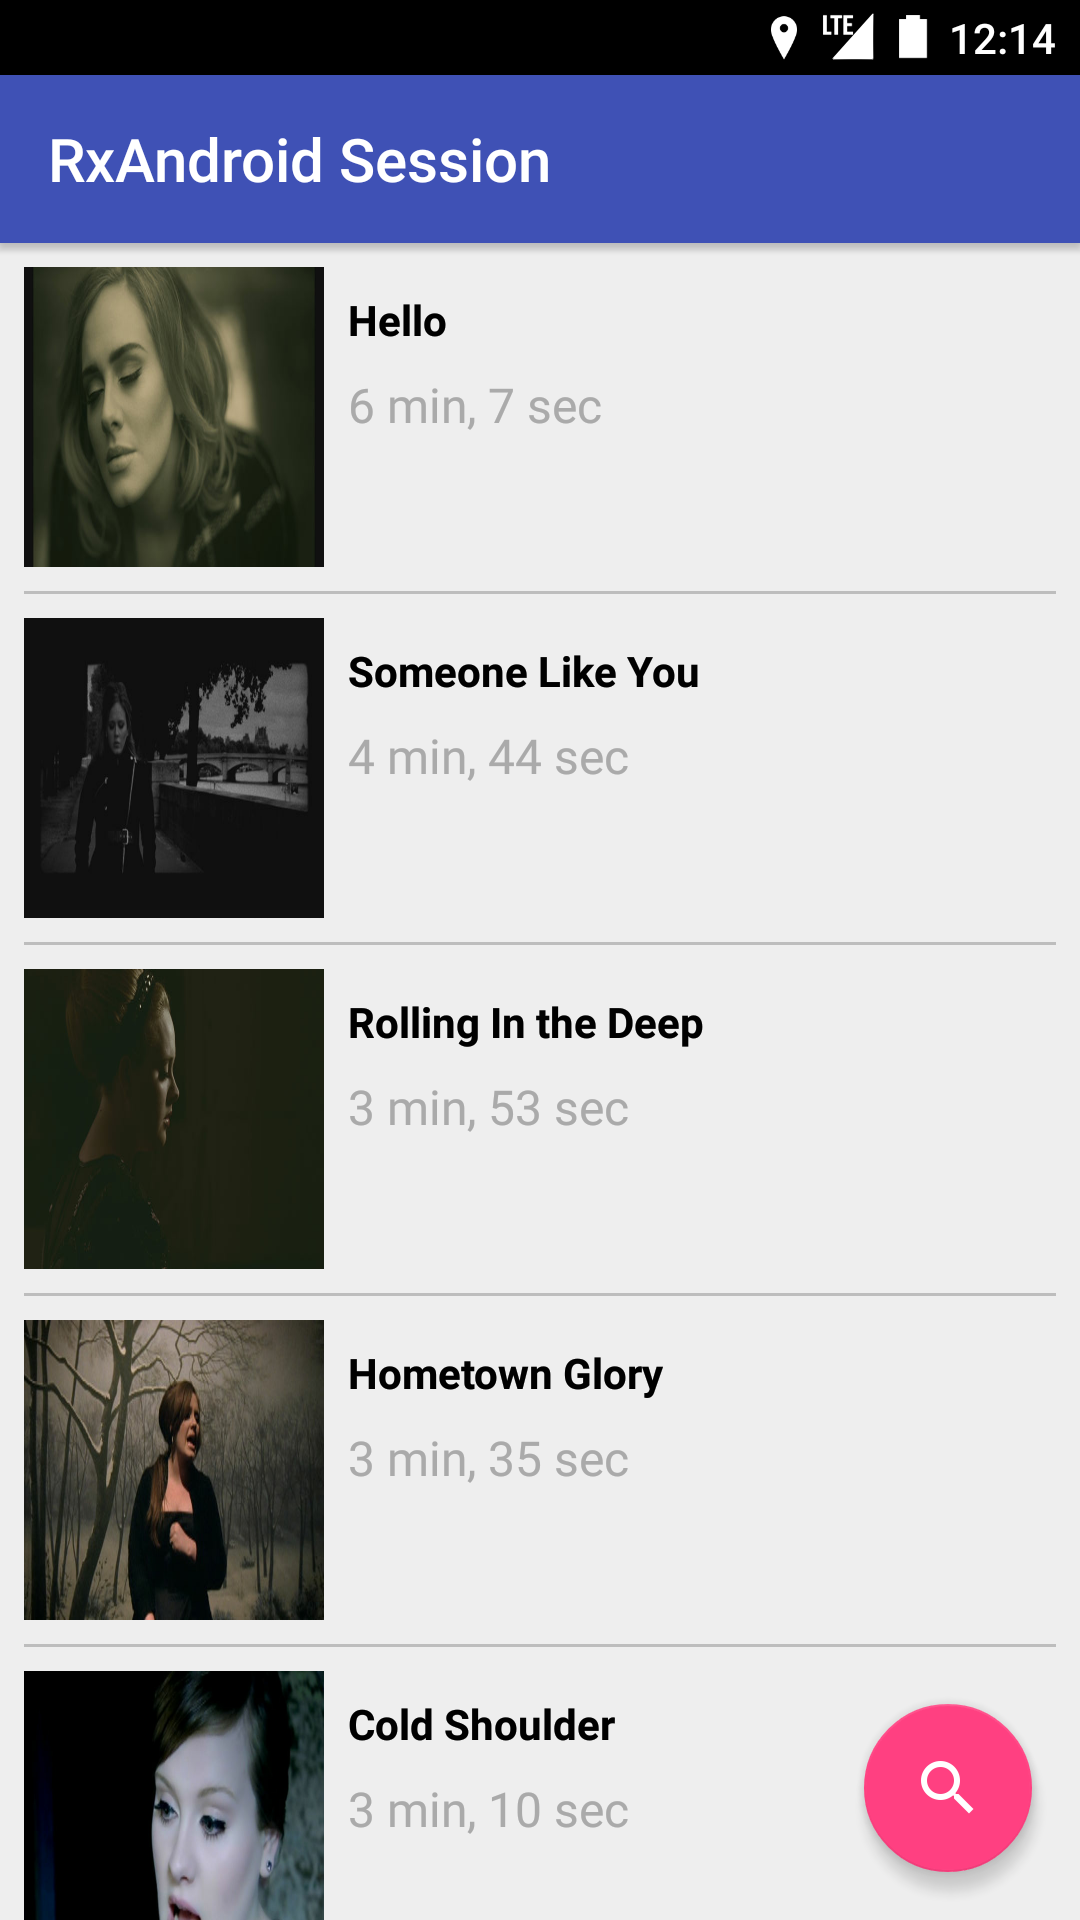 LTE 12:14
RxAndroid Session
Hello
6 min, 7 sec
Someone Like You
4 min, 44 sec
Rolling In the Deep
3 min, 53 sec
Hometown Glory
3 min, 35 sec
Cold Shoulder
3 min, 10 sec